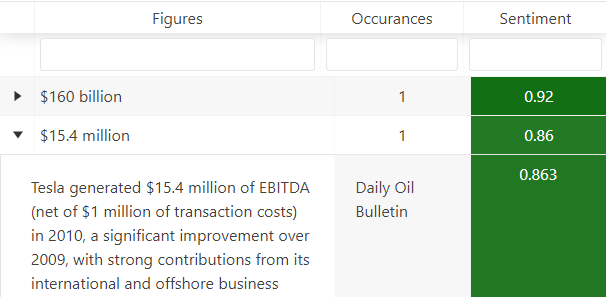 Figures Occurances Sentiment
$160 billion 1 0.92
$15.4 million 1 0.86
0.863
Tesla generated $15.4 million of EBITDA Daily Oil
(net of $1 million of transaction costs) Bulletin
in 2010, a significant improvement over
2009, with strong contributions from its
international and offshore business